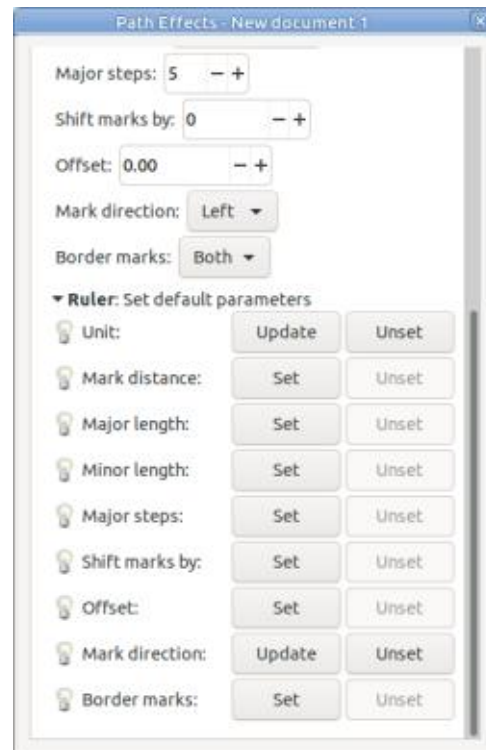 Path Effects - New document 1
Major steps: 5 − +
Shift marks by: 0 − +
Offset: 0.00 − +
Mark direction: Left
Border marks: Both
Ruler: Set default parameters
Unit: Update Unset
Mark distance: Set Unset
Major length: Set Unset
Minor length: Set Unset
Major steps: Set Unset
Shift marks by: Set Unset
Offset: Set Unset
Mark direction: Update Unset
Border marks: Set Unset